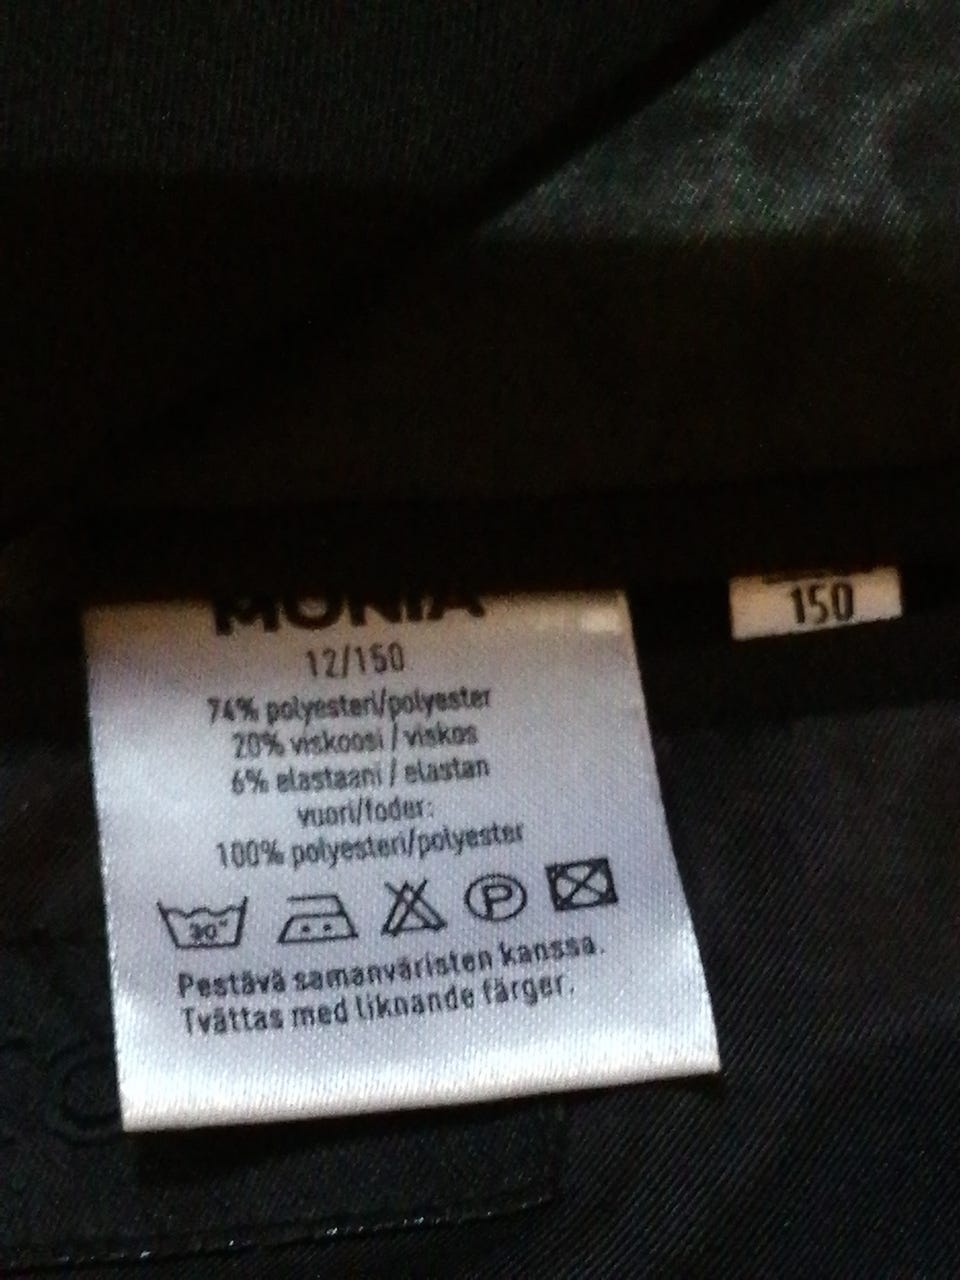 MONIA
150
12/150
74% polyesteri/polyester
20% viskoosi / viskos
6% elastaani / elastan
vuori/foder:
100% polyesteri/polyester
30° P
Pestävä samanväristen kanssa.
Tvättas med liknande färger.